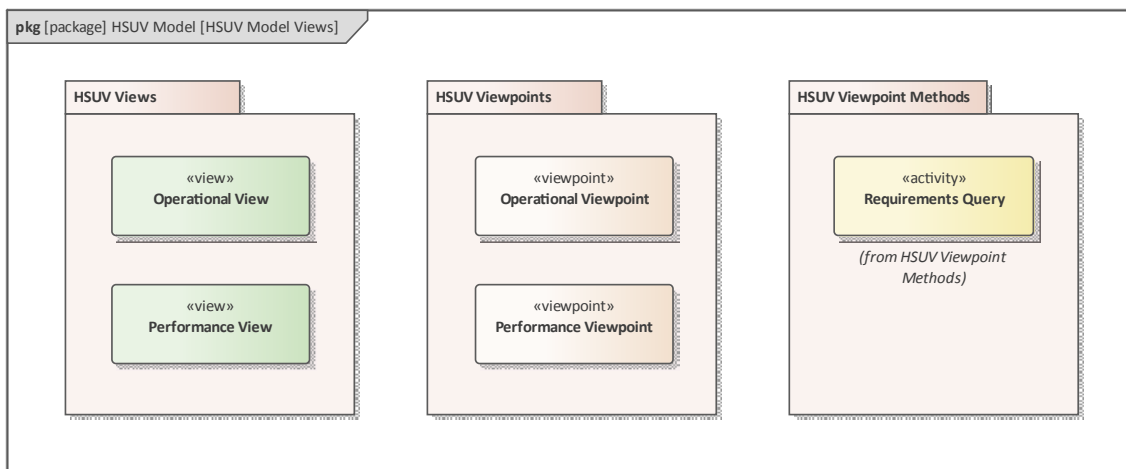 pkg [package] HSUV Model [HSUV Model Views]
HSUV Views
«view»
Operational View
«view»
Performance View
HSUV Viewpoints
«viewpoint»
Operational Viewpoint
«viewpoint»
Performance Viewpoint
HSUV Viewpoint Methods
«activity»
Requirements Query
(from HSUV Viewpoint
Methods)